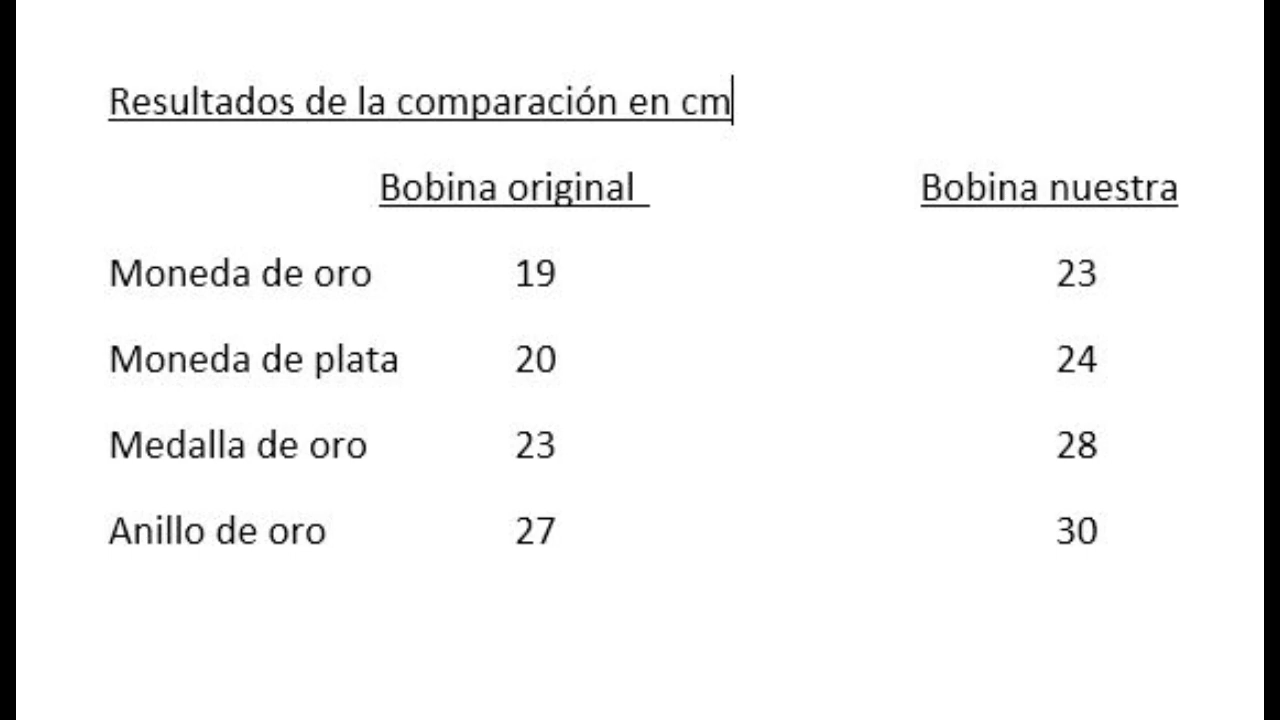 Resultados de la comparación en cm
Bobina original Bobina nuestra
Moneda de oro 19 23
Moneda de plata 20 24
Medalla de oro 23 28
Anillo de oro 27 30